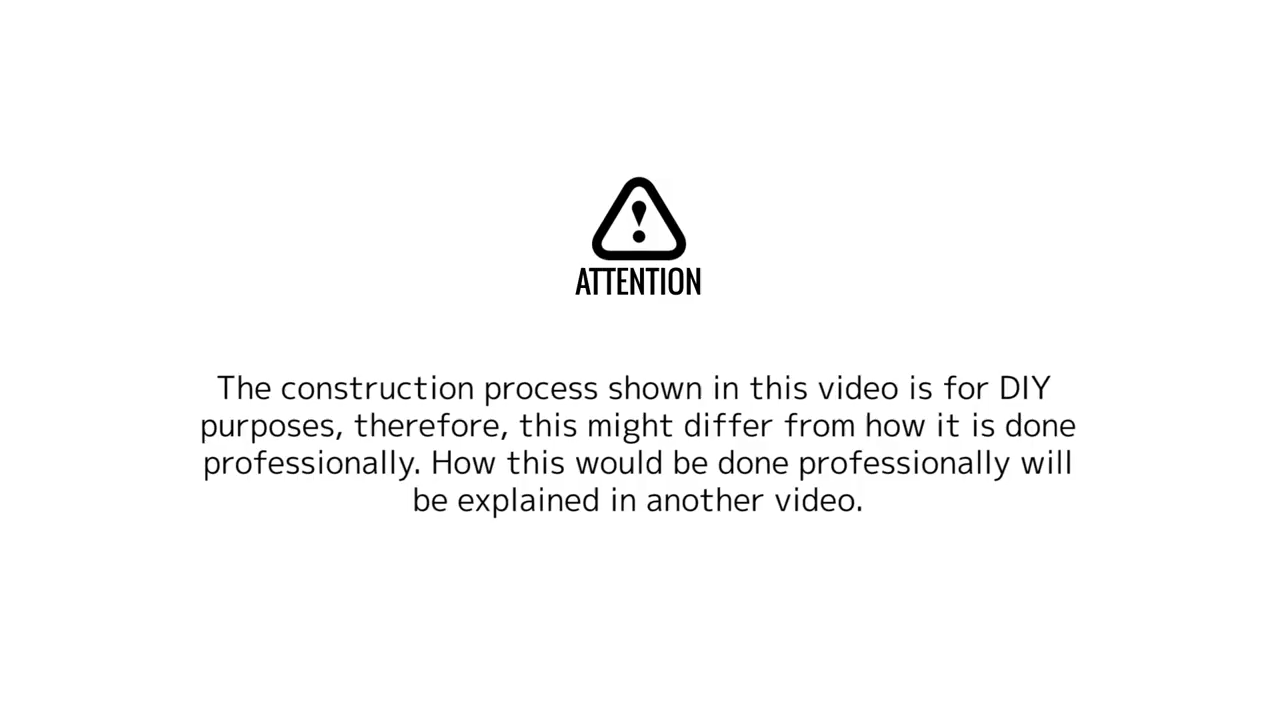 ATTENTION
The construction process shown in this video is for DIY
purposes, therefore, this might differ from how it is done
professionally. How this would be done professionally will
be explained in another video.